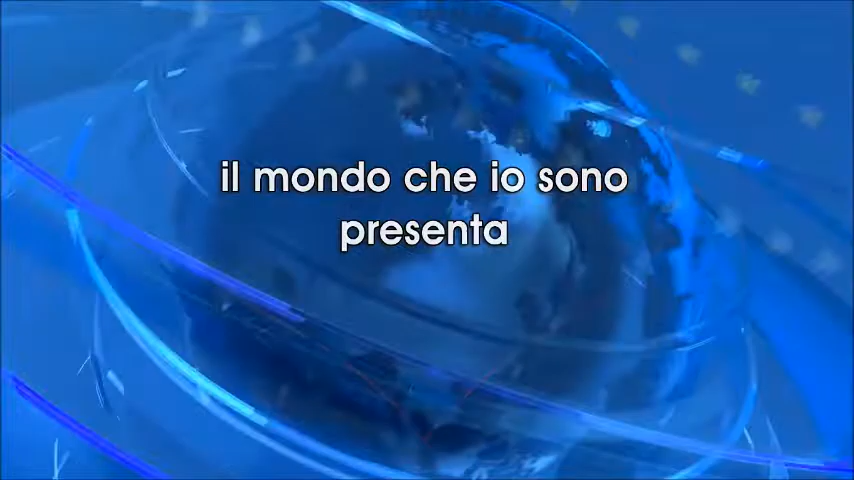 il mondo che io sono
presenta